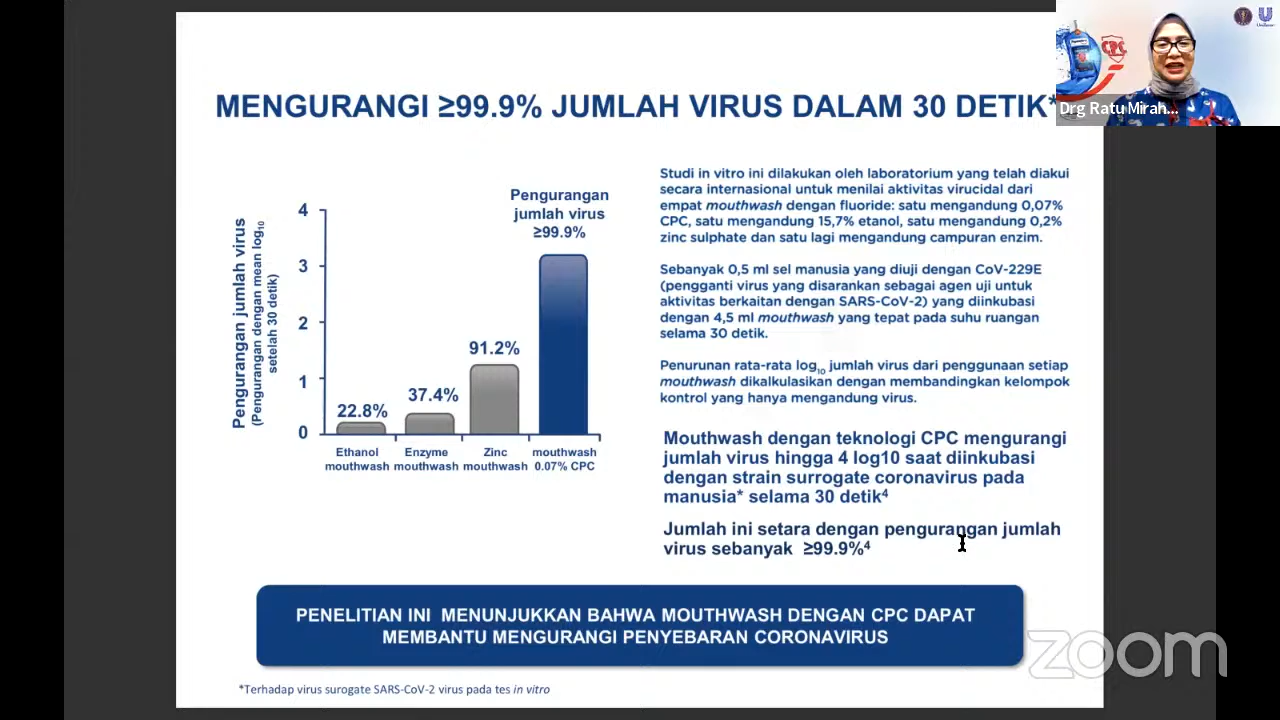 MENGURANGI ≥99.9% JUMLAH VIRUS DALAM 30 DETIK*
CPC
Unilever
Drg Ratu Mirah...
Pengurangan jumlah virus
(Pengurangan dengan mean log10
setelah 30 detik)
4
3
2
1
0
Pengurangan
jumlah virus
≥99.9%
91.2%
37.4%
22.8%
Ethanol
mouthwash
Enzyme
mouthwash
Zinc
mouthwash
mouthwash
0.07% CPC
Studi in vitro ini dilakukan oleh laboratorium yang telah diakui
secara internasional untuk menilai aktivitas virucidal dari
empat mouthwash dengan fluoride: satu mengandung 0,07%
CPC, satu mengandung 15,7% etanol, satu mengandung 0,2%
zinc sulphate dan satu lagi mengandung campuran enzim.
Sebanyak 0,5 ml sel manusia yang diuji dengan CoV-229E
(pengganti virus yang disarankan sebagai agen uji untuk
aktivitas berkaitan dengan SARS-CoV-2) yang diinkubasi
dengan 4,5 ml mouthwash yang tepat pada suhu ruangan
selama 30 detik.
Penurunan rata-rata log10 jumlah virus dari penggunaan setiap
mouthwash dikalkulasikan dengan membandingkan kelompok
kontrol yang hanya mengandung virus.
Mouthwash dengan teknologi CPC mengurangi
jumlah virus hingga 4 log10 saat diinkubasi
dengan strain surrogate coronavirus pada
manusia* selama 30 detik⁴
Jumlah ini setara dengan pengurangan jumlah
virus sebanyak ≥99.9%⁴
PENELITIAN INI MENUNJUKKAN BAHWA MOUTHWASH DENGAN CPC DAPAT
MEMBANTU MENGURANGI PENYEBARAN CORONAVIRUS
zoom
*Terhadap virus surogate SARS-CoV-2 virus pada tes in vitro